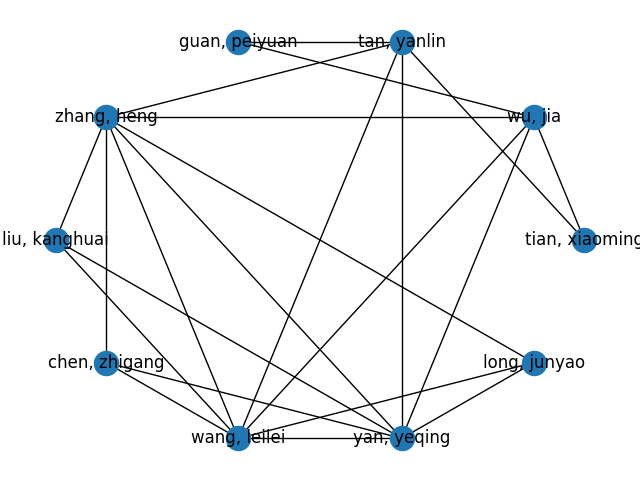 guan, peiyuan
tan, yanlin
zhang, heng
wu, jia
liu, kanghuai
tian, xiaoming
chen, zhigang
long, junyao
wang, leilei
yan, yeqing